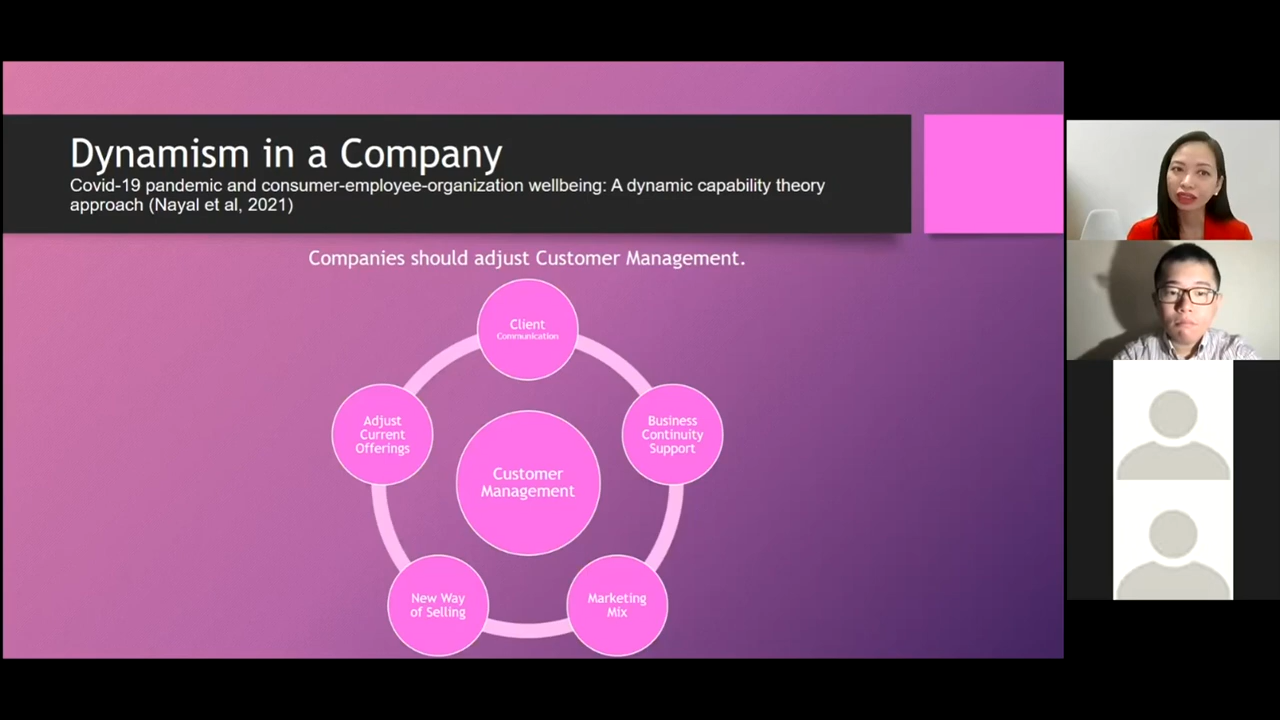 Dynamism in a Company
Covid-19 pandemic and consumer-employee-organization wellbeing: A dynamic capability theory
approach (Nayal et al, 2021)
Companies should adjust Customer Management.
Client
Communication
Adjust
Current
Offerings
Business
Continuity
Support
Customer
Management
New Way
of Selling
Marketing
Mix